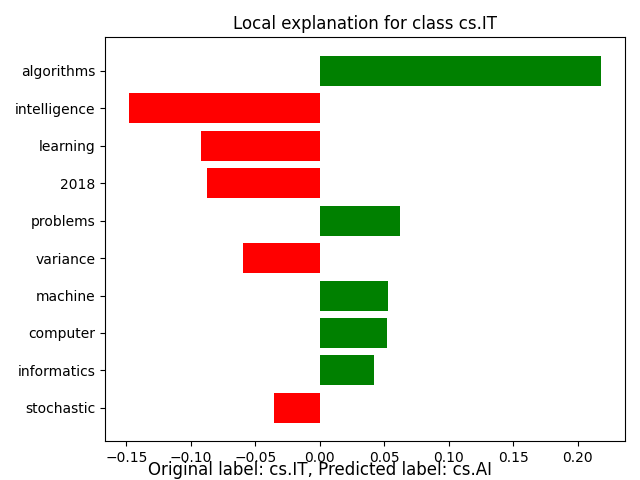 Local explanation for class cs.IT
algorithms
intelligence
learning
2018
problems
variance
machine
computer
informatics
stochastic
−0.15 −0.10 −0.05 0.00 0.05 0.10 0.15 0.20
Original label: cs.IT, Predicted label: cs.AI